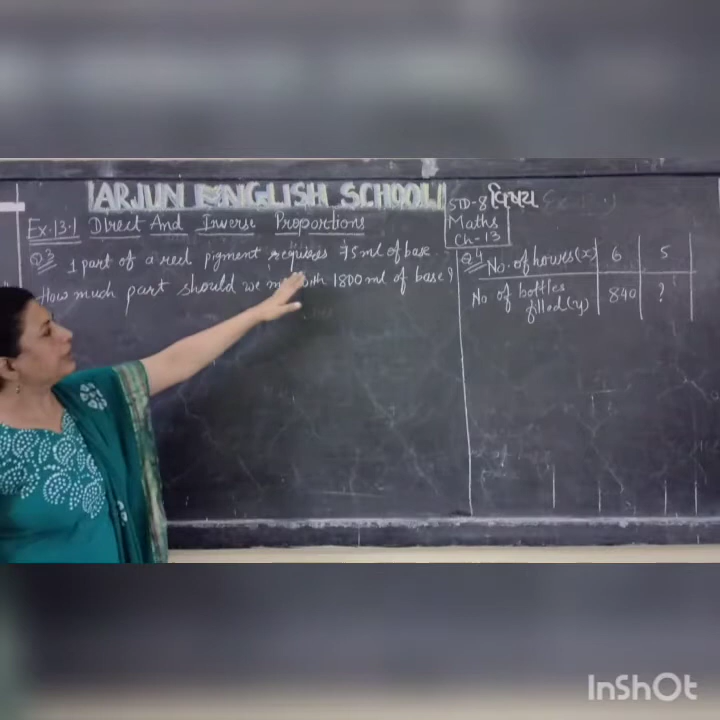 ARJUN ENGLISH SCHOOL
Ex.13.1 Direct And Inverse Proportions
Q3 1 part of a red pigment requires 75 ml of base.
How much part should we mix with 1800 ml of base?
STD-8 વિષય
Maths
Ch-13
Q4 No. of hours(x) 6 5
No of bottles filled(y) 840 ?
InShOt